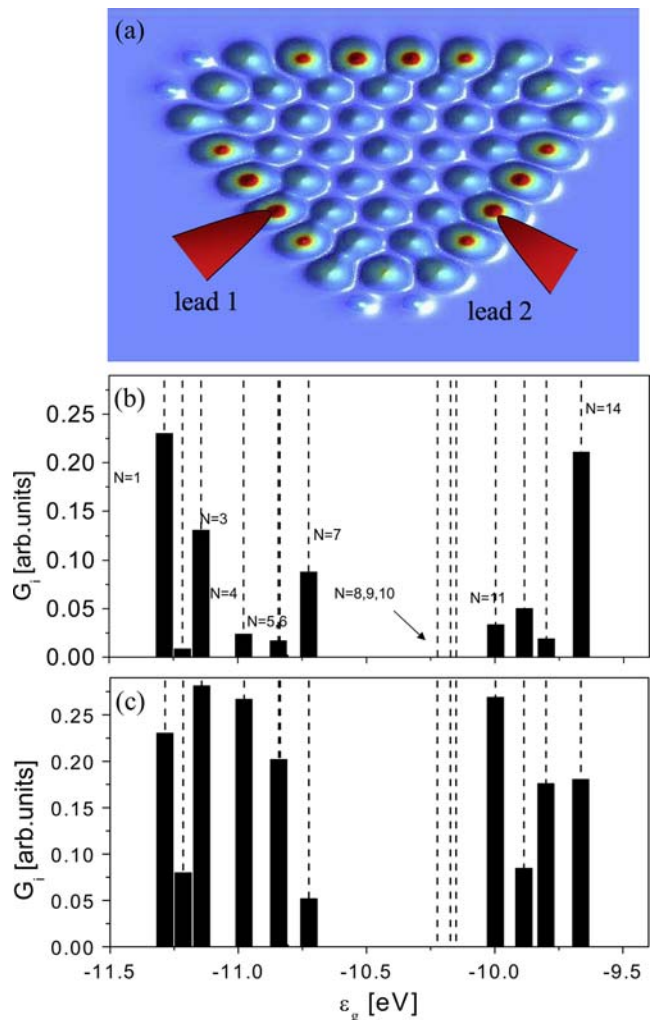 (a)
lead 1
lead 2
(b)
0.25
0.20
0.15
0.10
0.05
0.00
G_i [arb.units]
N=1
N=3
N=4
N=5,6
N=7
N=8,9,10
N=11
N=14
(c)
0.25
0.20
0.15
0.10
0.05
0.00
G_i [arb.units]
-11.5 -11.0 -10.5 -10.0 -9.5
ε_g [eV]